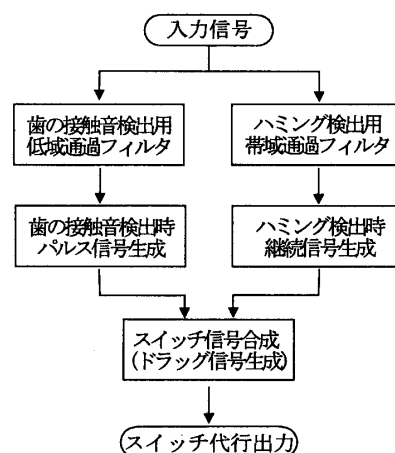 入力信号
歯の接触音検出用
低域通過フィルタ
ハミング検出用
帯域通過フィルタ
歯の接触音検出時
パルス信号生成
ハミング検出時
継続信号生成
スイッチ信号合成
(ドラッグ信号生成)
スイッチ代行出力